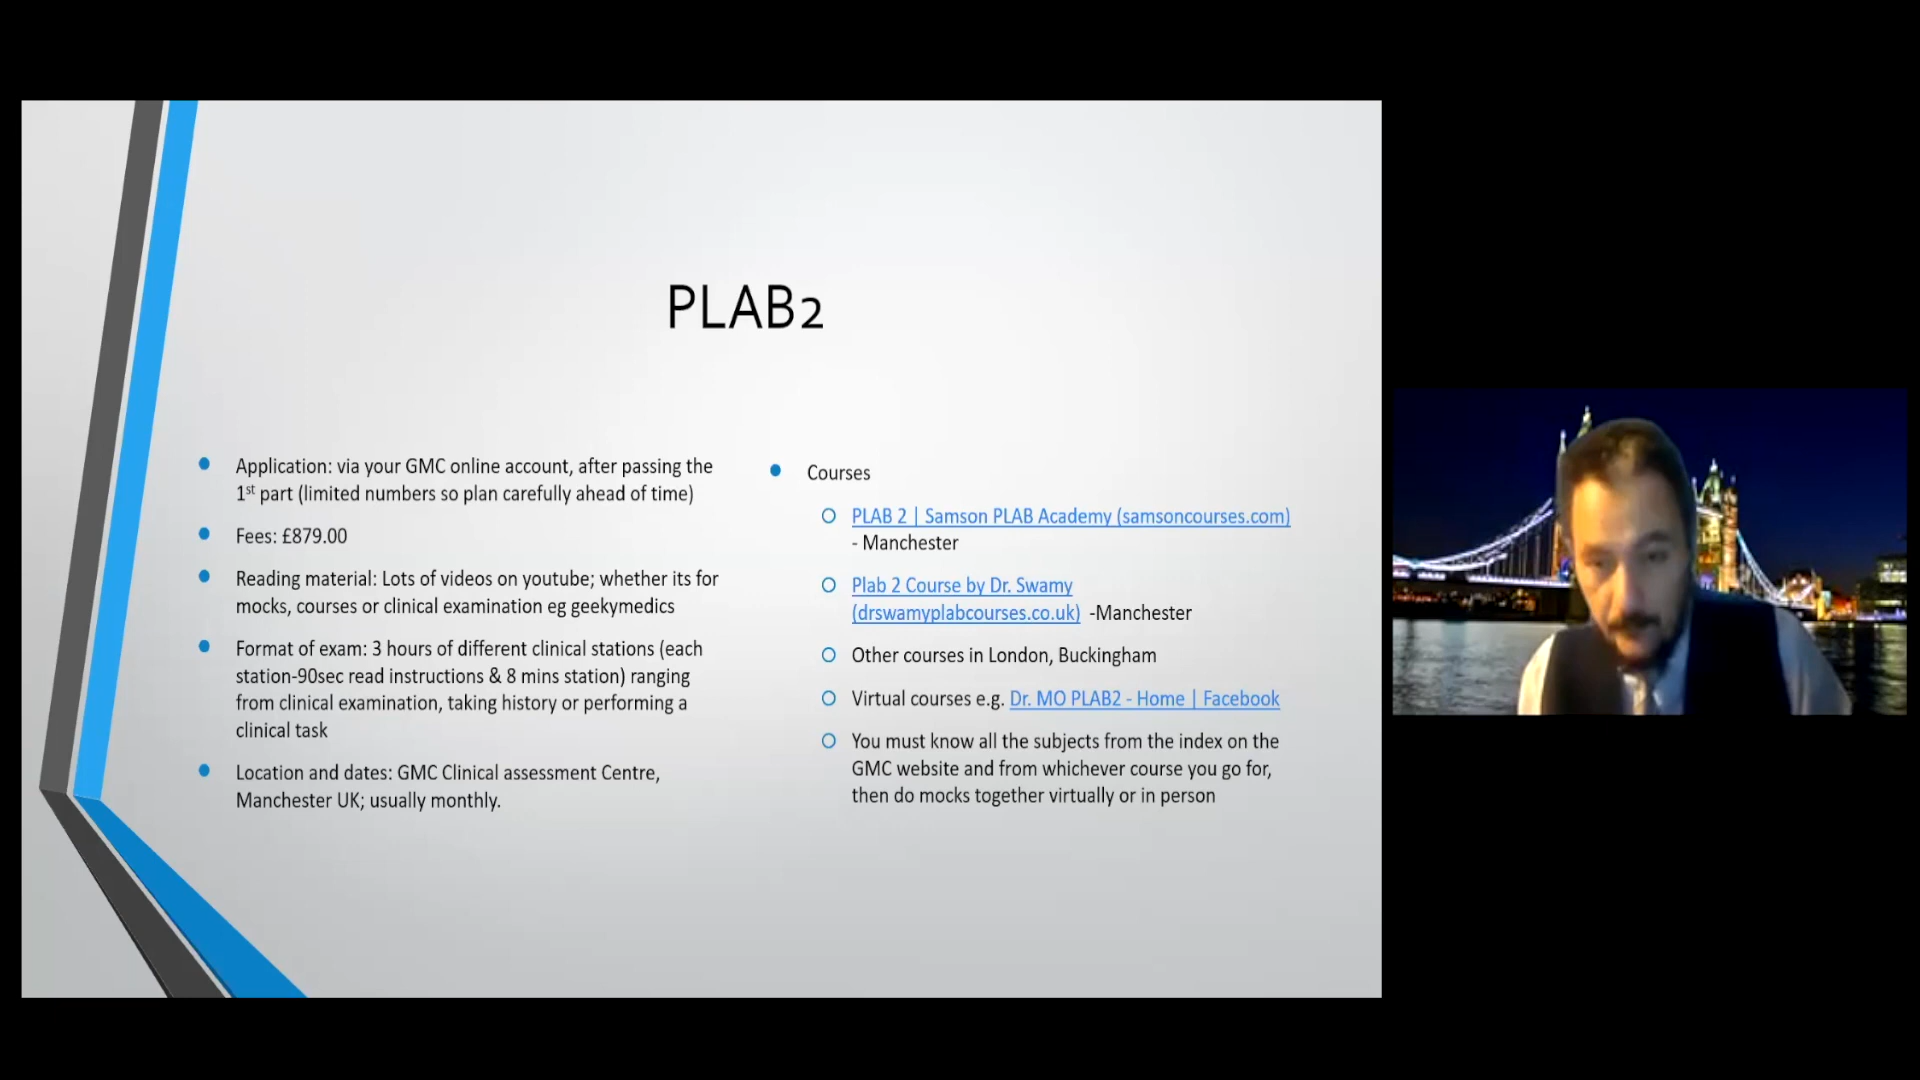 PLAB2
Application: via your GMC online account, after passing the
1st part (limited numbers so plan carefully ahead of time)
Fees: £879.00
Reading material: Lots of videos on youtube; whether its for
mocks, courses or clinical examination eg geekymedics
Format of exam: 3 hours of different clinical stations (each
station-90sec read instructions & 8 mins station) ranging
from clinical examination, taking history or performing a
clinical task
Location and dates: GMC Clinical assessment Centre,
Manchester UK; usually monthly.
Courses
PLAB 2 | Samson PLAB Academy (samsoncourses.com)
- Manchester
Plab 2 Course by Dr. Swamy
(drswamyplabcourses.co.uk) -Manchester
Other courses in London, Buckingham
Virtual courses e.g. Dr. MO PLAB2 - Home | Facebook
You must know all the subjects from the index on the
GMC website and from whichever course you go for,
then do mocks together virtually or in person